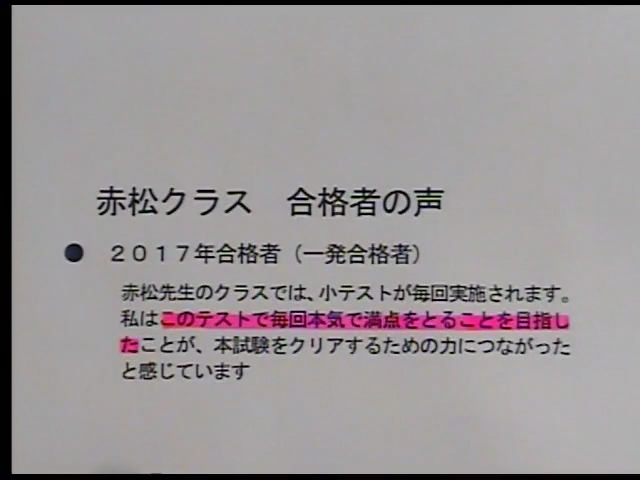 赤松クラス　合格者の声
● ２０１７年合格者（一発合格者）
赤松先生のクラスでは、小テストが毎回実施されます。
私はこのテストで毎回本気で満点をとることを目指し
たことが、本試験をクリアするための力につながった
と感じています